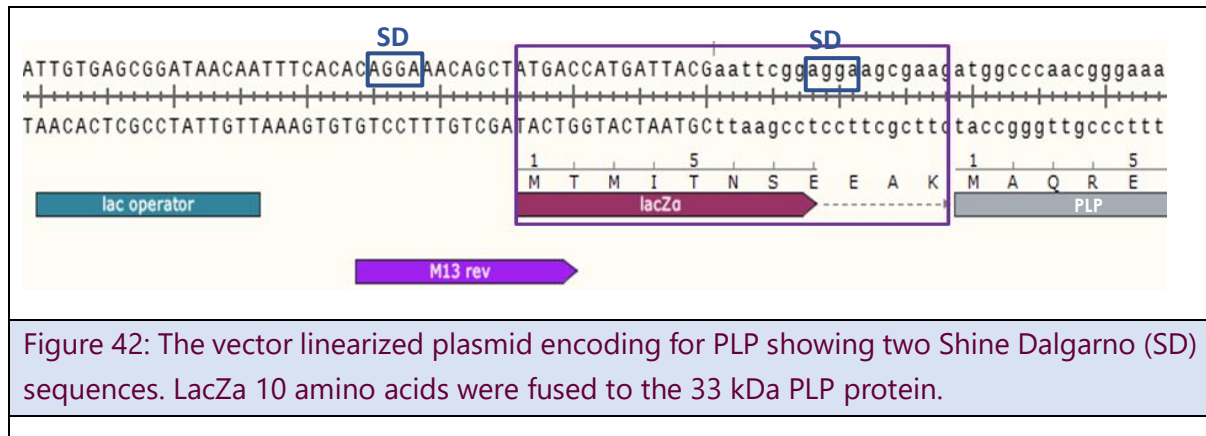 SD SD
ATTGTGAGCGGATAACAATTTCACACAGGAAACAGCTATGACCATGATTACGaattcggaggaagcgaagatggcccaacgggaaa
TAACACTCGCCTATTGTTAAAGTGTGTCCTTTGTCGATACTGGTACTAATGCttaagcctccttcgcttctaccgggttgcccttt
1 5 1 5
M T M I T N S E E A K M A Q R E
lac operator lacZα PLP
M13 rev
Figure 42: The vector linearized plasmid encoding for PLP showing two Shine Dalgarno (SD)
sequences. LacZa 10 amino acids were fused to the 33 kDa PLP protein.